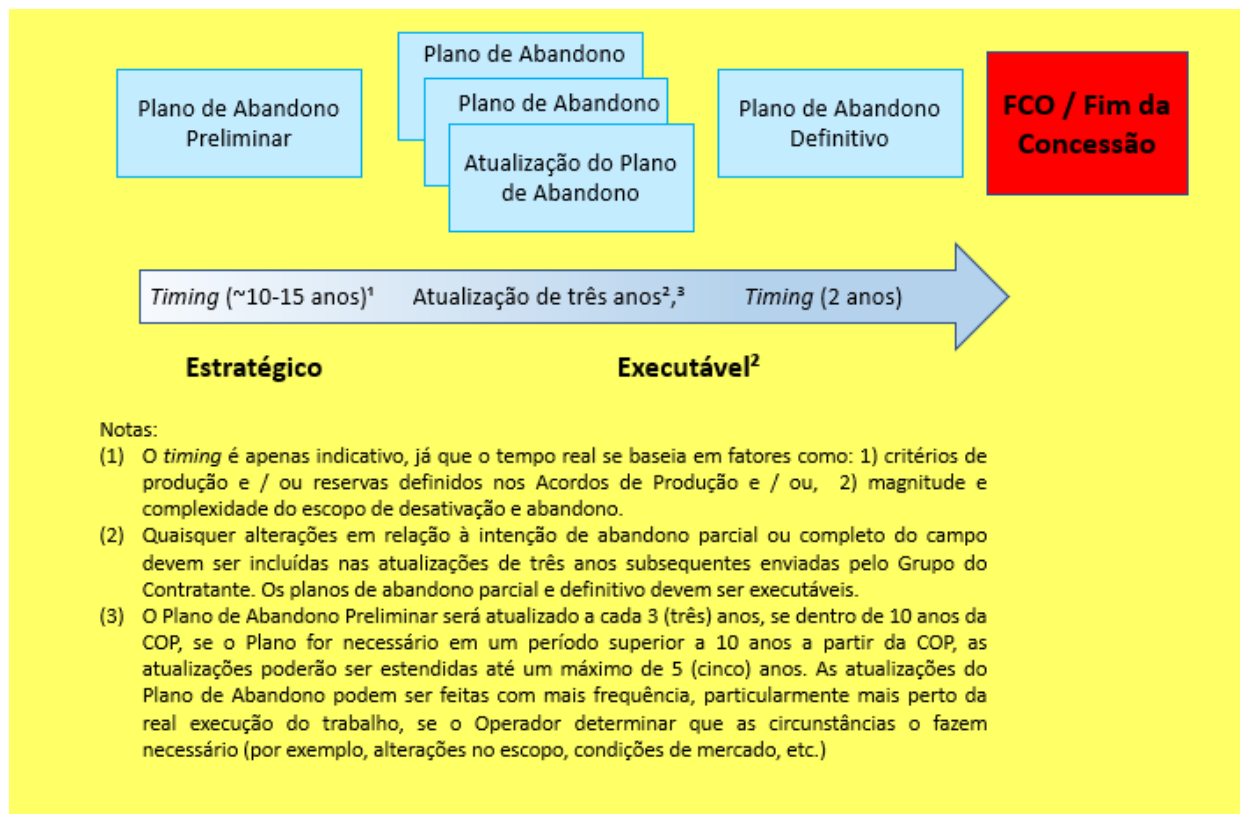 Plano de Abandono
Preliminar
Plano de Abandono
Plano de Abandono
Atualização do Plano
de Abandono
Plano de Abandono
Definitivo
FCO / Fim da
Concessão
Timing (~10-15 anos)¹
Atualização de três anos²,³
Timing (2 anos)
Estratégico
Executável²
Notas:
(1) O timing é apenas indicativo, já que o tempo real se baseia em fatores como: 1) critérios de
produção e / ou reservas definidos nos Acordos de Produção e / ou, 2) magnitude e
complexidade do escopo de desativação e abandono.
(2) Quaisquer alterações em relação à intenção de abandono parcial ou completo do campo
devem ser incluídas nas atualizações de três anos subsequentes enviadas pelo Grupo do
Contratante. Os planos de abandono parcial e definitivo devem ser executáveis.
(3) O Plano de Abandono Preliminar será atualizado a cada 3 (três) anos, se dentro de 10 anos da
COP, se o Plano for necessário em um período superior a 10 anos a partir da COP, as
atualizações poderão ser estendidas até um máximo de 5 (cinco) anos. As atualizações do
Plano de Abandono podem ser feitas com mais frequência, particularmente mais perto da
real execução do trabalho, se o Operador determinar que as circunstâncias o fazem
necessário (por exemplo, alterações no escopo, condições de mercado, etc.)